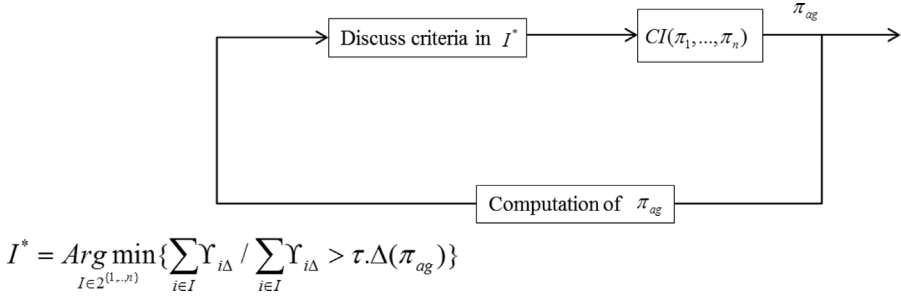 π_ag
Discuss criteria in I*
CI(π_1,...,π_n)
Computation of π_ag
I* = Arg min_{I∈2^{1,..,n}} {∑_{i∈I} ϒ_{iΔ} / ∑_{i∈I} ϒ_{iΔ} > τ.Δ(π_ag)}